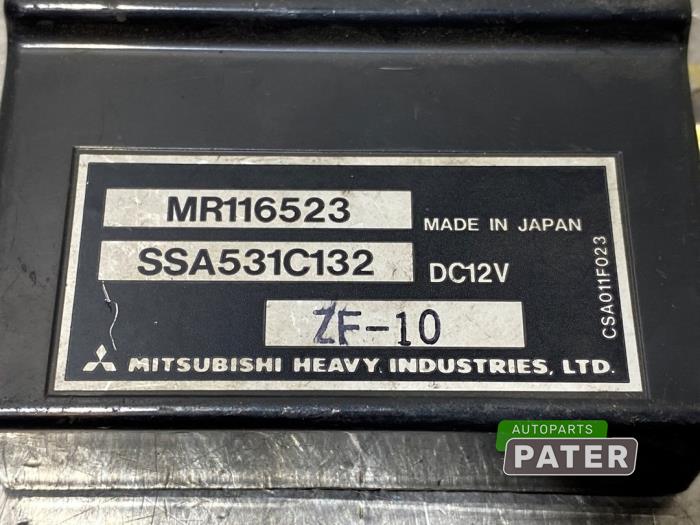 MR116523
MADE IN JAPAN
SSA531C132
DC12V
ZF-10
CSA011F023
MITSUBISHI HEAVY INDUSTRIES, LTD.
AUTOPARTS
PATER